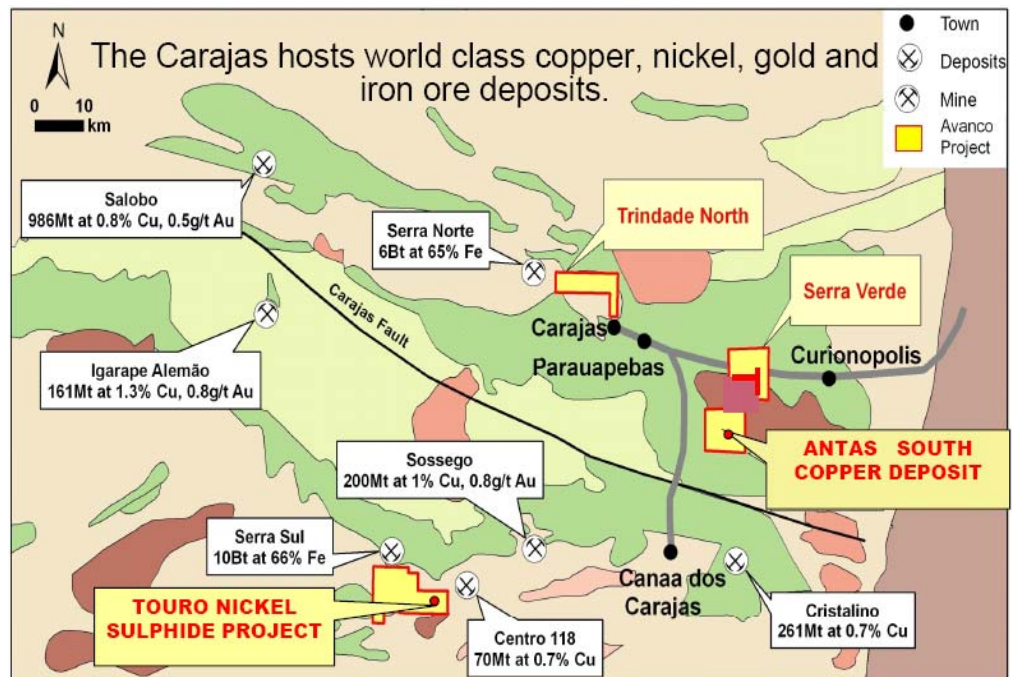 N
The Carajas hosts world class copper, nickel, gold and
iron ore deposits.
0 10
km
Town
Deposits
Mine
Avanco
Project
Salobo
986Mt at 0.8% Cu, 0.5g/t Au
Serra Norte
6Bt at 65% Fe
Trindade North
Serra Verde
Carajas Fault
Carajas
Parauapebas
Curionopolis
Igarape Alemão
161Mt at 1.3% Cu, 0.8g/t Au
ANTAS SOUTH
COPPER DEPOSIT
Sossego
200Mt at 1% Cu, 0.8g/t Au
Serra Sul
10Bt at 66% Fe
Canaa dos
Carajas
TOURO NICKEL
SULPHIDE PROJECT
Centro 118
70Mt at 0.7% Cu
Cristalino
261Mt at 0.7% Cu